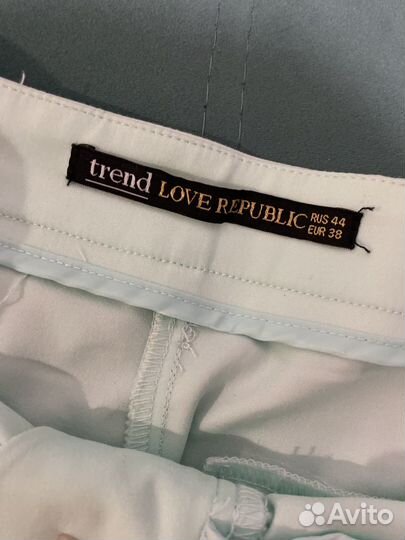 trend LOVE REPUBLIC RUS 44
EUR 38
Avito